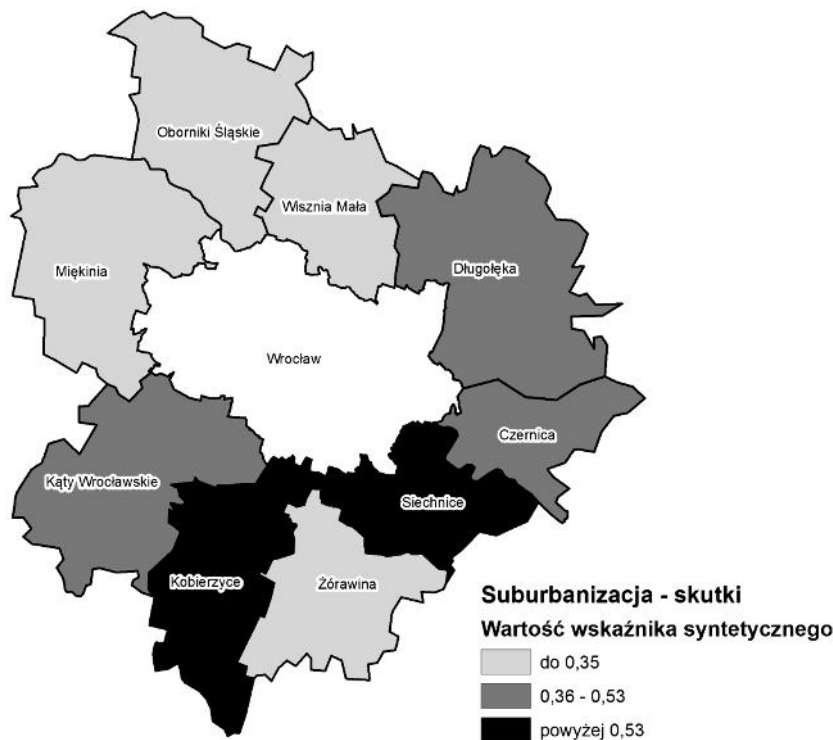 Oborniki Śląskie
Wisznia Mała
Miękinia
Długołęka
Wrocław
Czernica
Kąty Wrocławskie
Siechnice
Kobierzyce
Żórawina
Suburbanizacja - skutki
Wartość wskaźnika syntetycznego
do 0,35
0,36 - 0,53
powyżej 0,53